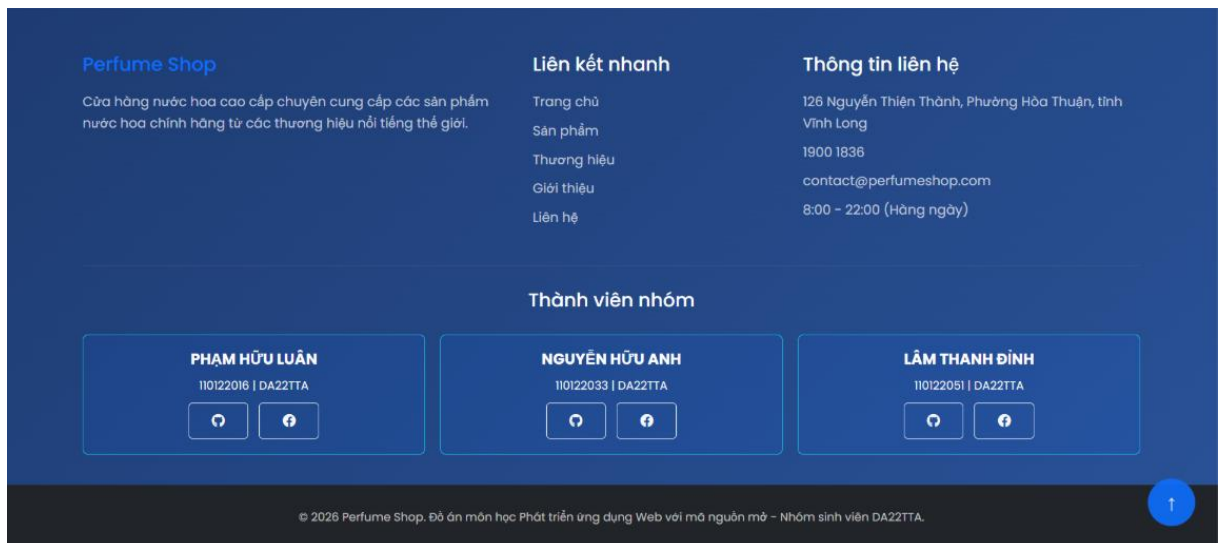 Perfume Shop
Cửa hàng nước hoa cao cấp chuyên cung cấp các sản phẩm
nước hoa chính hãng từ các thương hiệu nổi tiếng thế giới.
Liên kết nhanh
Trang chủ
Sản phẩm
Thương hiệu
Giới thiệu
Liên hệ
Thông tin liên hệ
126 Nguyễn Thiện Thành, Phường Hòa Thuận, tỉnh
Vĩnh Long
1900 1836
contact@perfumeshop.com
8:00 - 22:00 (Hàng ngày)
Thành viên nhóm
PHẠM HỮU LUÂN
110122016 | DA22TTA
NGUYỄN HỮU ANH
110122033 | DA22TTA
LÂM THANH ĐỈNH
110122051 | DA22TTA
© 2026 Perfume Shop. Đồ án môn học Phát triển ứng dụng Web với mã nguồn mở - Nhóm sinh viên DA22TTA.